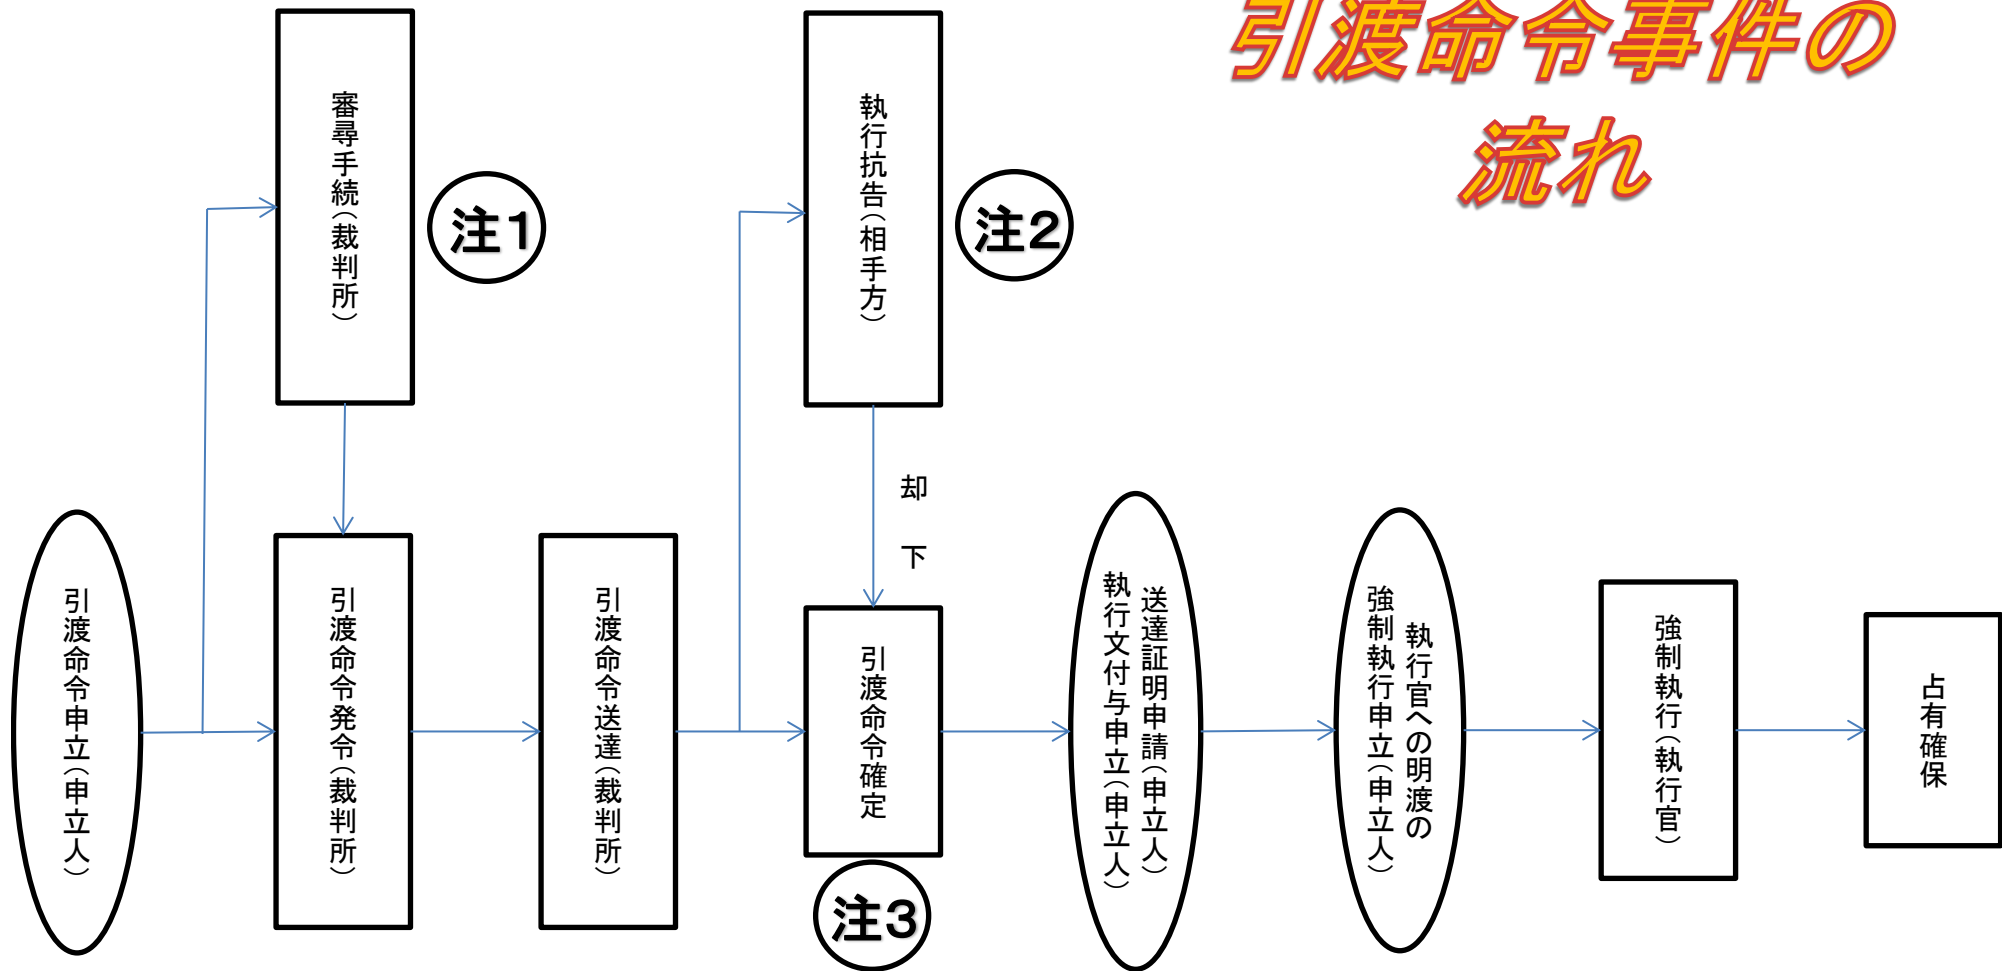 引渡命令事件の
流れ
審尋手続（裁判所）
注1
執行抗告（相手方）
注2
却下
引渡命令申立（申立人）
引渡命令発令（裁判所）
引渡命令送達（裁判所）
引渡命令確定
注3
送達証明申請（申立人）
執行文付与申立（申立人）
執行官への明渡の
強制執行申立（申立人）
強制執行（執行官）
占有確保